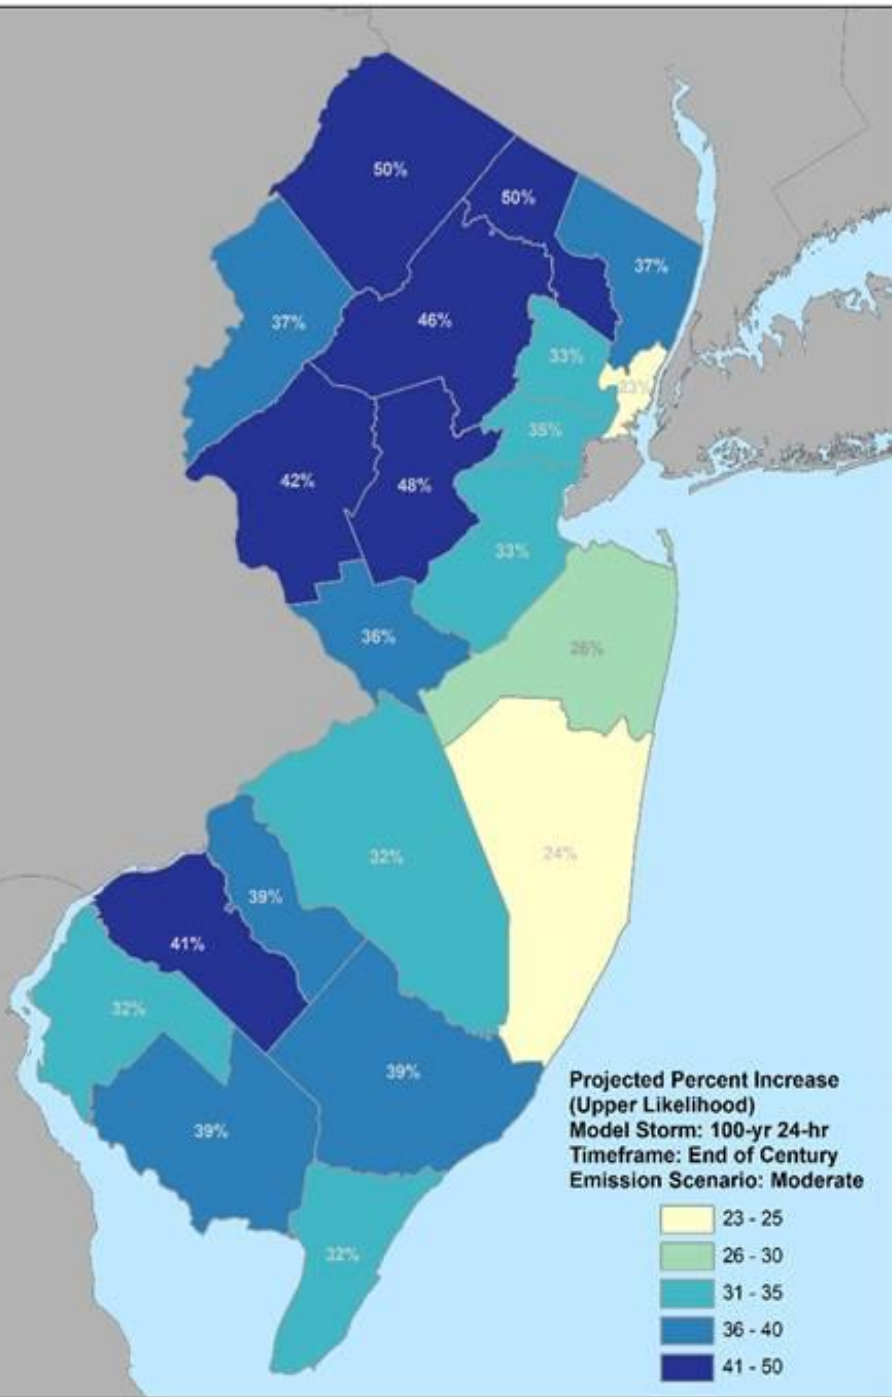 50%
50%
37%
37%
46%
33%
23%
35%
42%
48%
33%
36%
26%
32%
24%
39%
41%
32%
39%
39%
32%
Projected Percent Increase
(Upper Likelihood)
Model Storm: 100-yr 24-hr
Timeframe: End of Century
Emission Scenario: Moderate
23 - 25
26 - 30
31 - 35
36 - 40
41 - 50